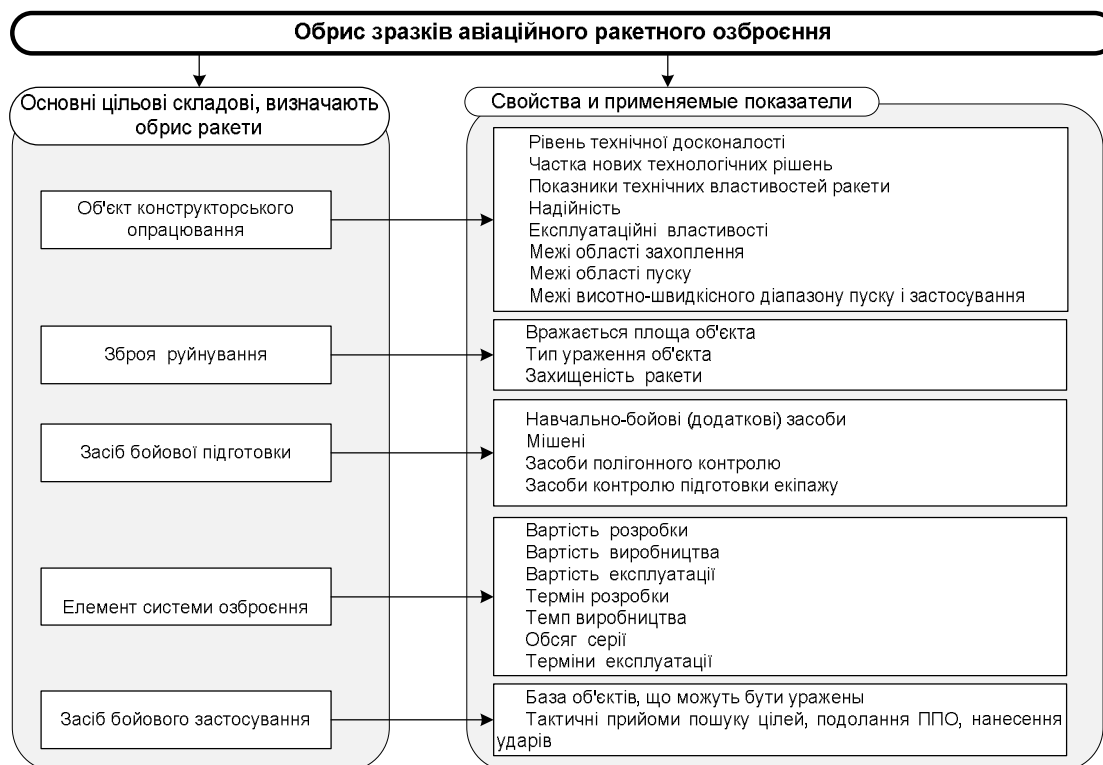 Обрис зразків авіаційного ракетного озброєння
Основні цільові складові, визначають
обрис ракети
Свойства и применяемые показатели
Об'єкт конструкторського
опрацювання
Рівень технічної досконалості
Частка нових технологічних рішень
Показники технічних властивостей ракети
Надійність
Експлуатаційні властивості
Межі області захоплення
Межі області пуску
Межі висотно-швидкісного діапазону пуску і застосування
Зброя руйнування
Вражається площа об'єкта
Тип ураження об'єкта
Захищеність ракети
Засіб бойової підготовки
Навчально-бойові (додаткові) засоби
Мішені
Засоби полігонного контролю
Засоби контролю підготовки екіпажу
Елемент системи озброєння
Вартість розробки
Вартість виробництва
Вартість експлуатації
Термін розробки
Темп виробництва
Обсяг серії
Терміни експлуатації
Засіб бойового застосування
База об'єктів, що можуть бути уражены
Тактичні прийоми пошуку цілей, подолання ППО, нанесення
ударів